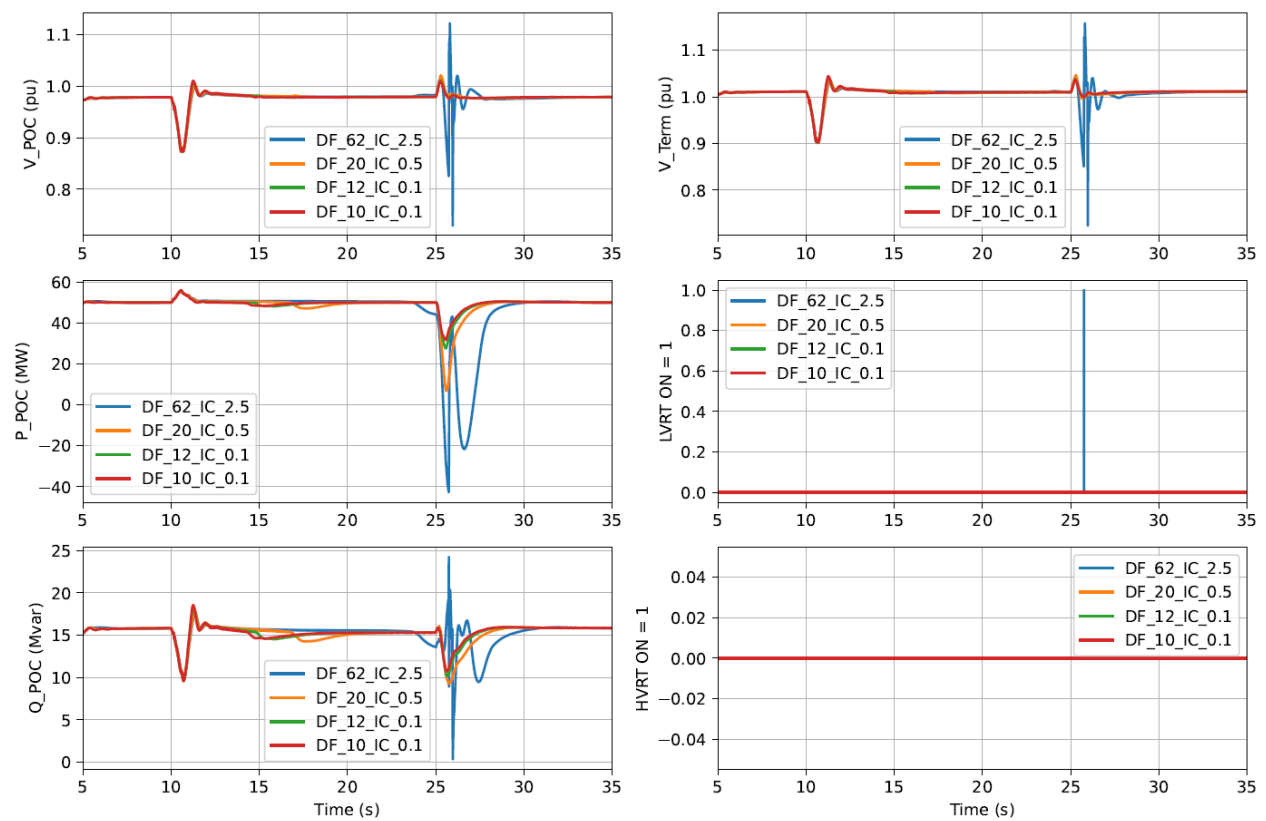 V_POC (pu)
1.1
1.0
0.9
0.8
DF_62_IC_2.5
DF_20_IC_0.5
DF_12_IC_0.1
DF_10_IC_0.1
5 10 15 20 25 30 35
V_Term (pu)
1.1
1.0
0.9
0.8
DF_62_IC_2.5
DF_20_IC_0.5
DF_12_IC_0.1
DF_10_IC_0.1
5 10 15 20 25 30 35
P_POC (MW)
60
40
20
0
−20
−40
DF_62_IC_2.5
DF_20_IC_0.5
DF_12_IC_0.1
DF_10_IC_0.1
5 10 15 20 25 30 35
LVRT ON = 1
1.0
0.8
0.6
0.4
0.2
0.0
DF_62_IC_2.5
DF_20_IC_0.5
DF_12_IC_0.1
DF_10_IC_0.1
5 10 15 20 25 30 35
Q_POC (Mvar)
25
20
15
10
5
0
DF_62_IC_2.5
DF_20_IC_0.5
DF_12_IC_0.1
DF_10_IC_0.1
5 10 15 20 25 30 35
Time (s)
HVRT ON = 1
0.04
0.02
0.00
−0.02
−0.04
DF_62_IC_2.5
DF_20_IC_0.5
DF_12_IC_0.1
DF_10_IC_0.1
5 10 15 20 25 30 35
Time (s)